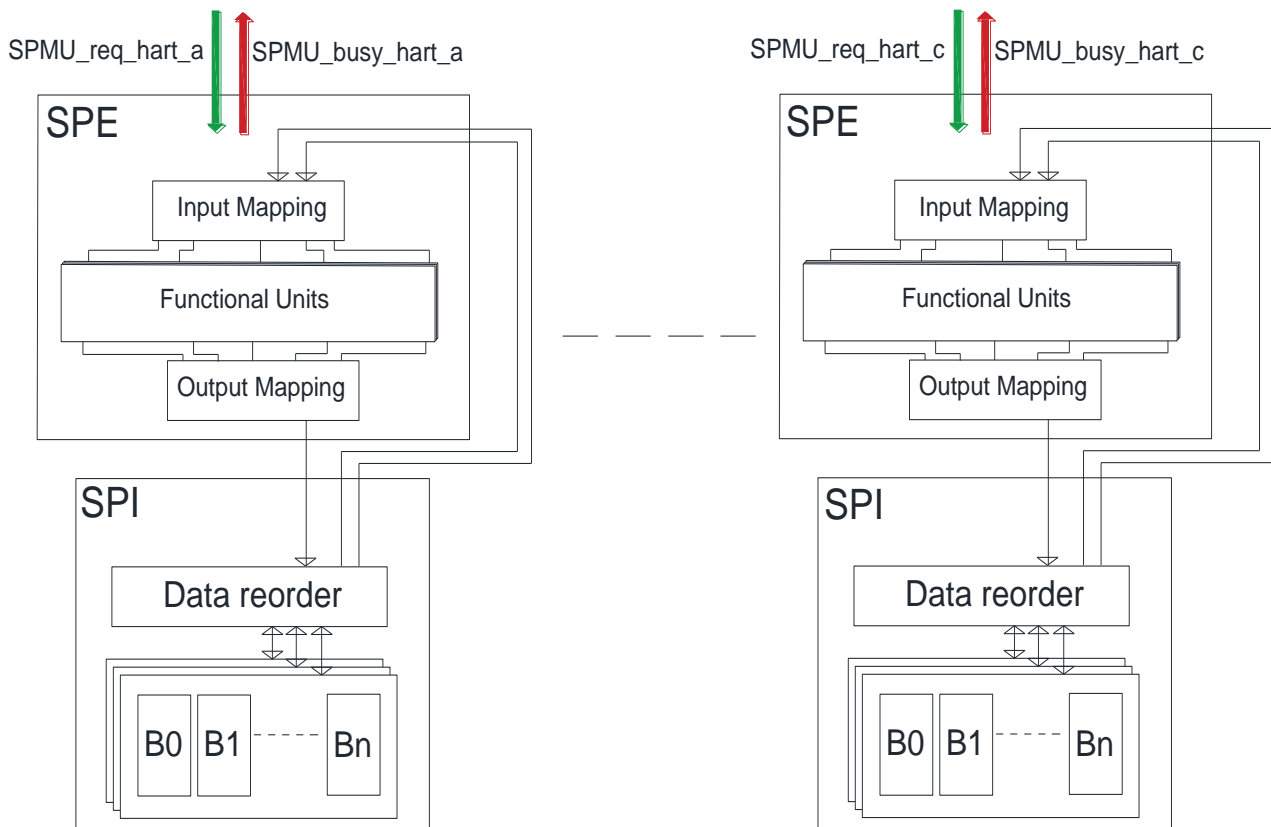 SPMU_req_hart_a SPMU_busy_hart_a
SPE
Input Mapping
Functional Units
Output Mapping
SPI
Data reorder
B0 B1 Bn
SPMU_req_hart_c SPMU_busy_hart_c
SPE
Input Mapping
Functional Units
Output Mapping
SPI
Data reorder
B0 B1 Bn